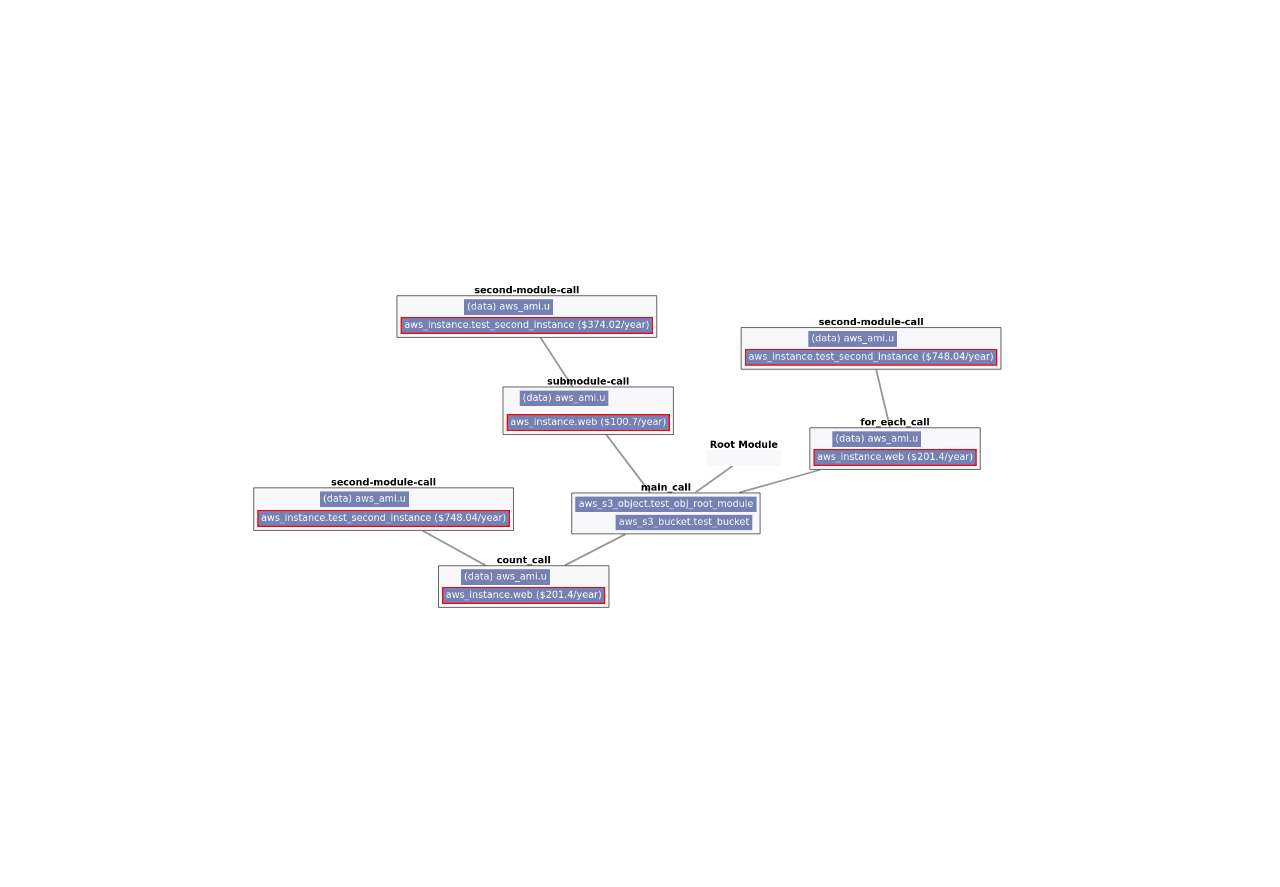 second-module-call
(data) aws_ami.u
aws_instance.test_second_instance ($374.02/year)
second-module-call
(data) aws_ami.u
aws_instance.test_second_instance ($748.04/year)
submodule-call
(data) aws_ami.u
aws_instance.web ($100.7/year)
for_each_call
(data) aws_ami.u
aws_instance.web ($201.4/year)
Root Module
second-module-call
(data) aws_ami.u
aws_instance.test_second_instance ($748.04/year)
main_call
aws_s3_object.test_obj_root_module
aws_s3_bucket.test_bucket
count_call
(data) aws_ami.u
aws_instance.web ($201.4/year)